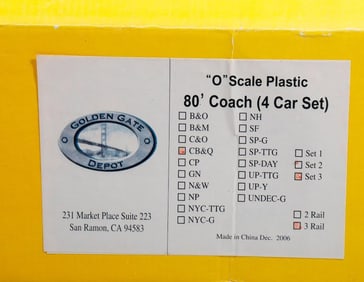 GOLDEN GATE
DEPOT
231 Market Place Suite 223
San Ramon, CA 94583
"O" Scale Plastic
80' Coach (4 Car Set)
B&O
B&M
C&O
CB&Q
CP
GN
N&W
NP
NYC-TTG
NYC-G
NH
SF
SP-G
SP-TTG
SP-DAY
UP-TTG
UP-Y
UNDEC-G
Set 1
Set 2
Set 3
2 Rail
3 Rail
Made in China Dec. 2006